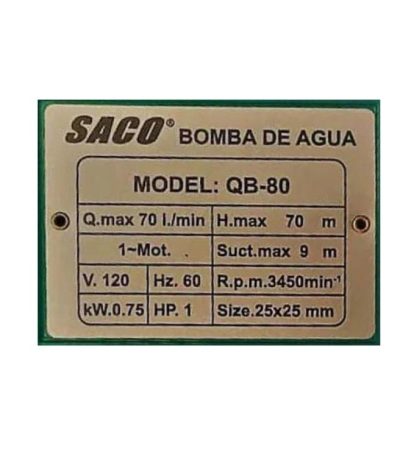 SACO® BOMBA DE AGUA
MODEL: QB-80
Q.max 70 l./min H.max 70 m
1~Mot. Suct.max 9 m
V. 120 Hz. 60 R.p.m.3450min⁻¹
kW.0.75 HP. 1 Size.25x25 mm